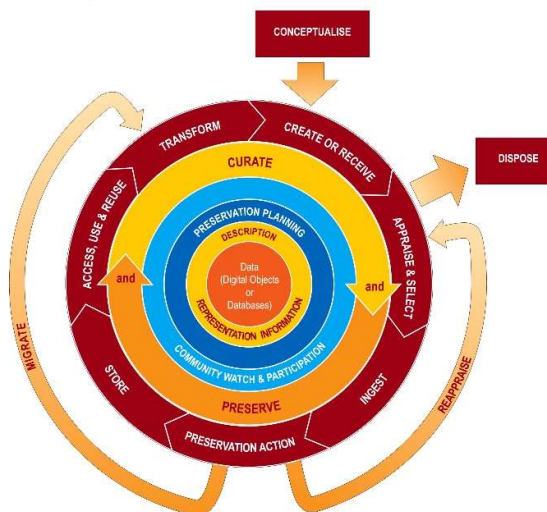 CONCEPTUALISE
CREATE OR RECEIVE
DISPOSE
APPRAISE & SELECT
INGEST
REAPPRAISE
PRESERVATION ACTION
STORE
MIGRATE
ACCESS, USE & REUSE
TRANSFORM
CURATE
and
PRESERVE
and
COMMUNITY WATCH & PARTICIPATION
PRESERVATION PLANNING
DESCRIPTION
REPRESENTATION INFORMATION
Data
(Digital Objects
or
Databases)